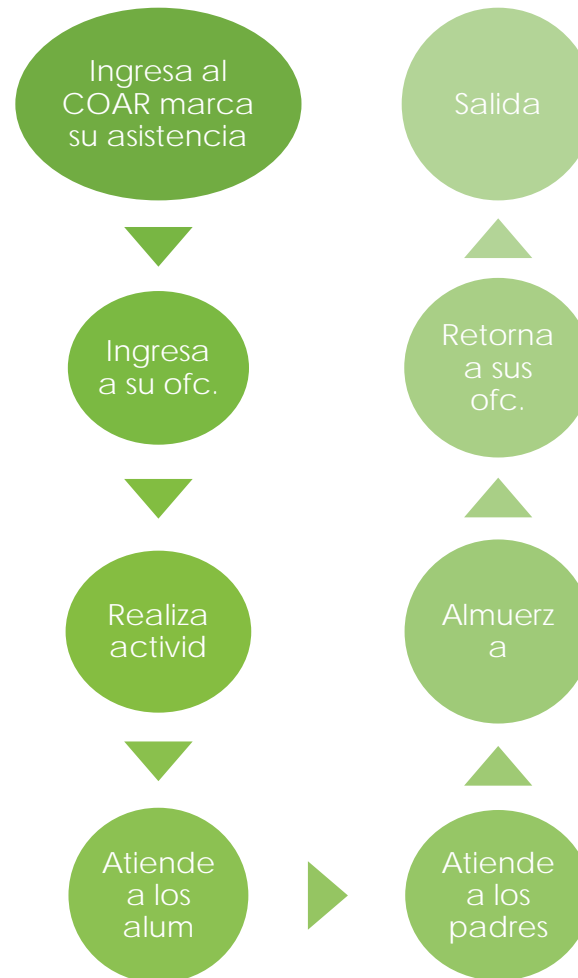 Ingresa al
COAR marca
su asistencia
Ingresa
a su ofc.
Realiza
activid
Atiende
a los
alum
Atiende
a los
padres
Almuerz
a
Retorna
a sus
ofc.
Salida